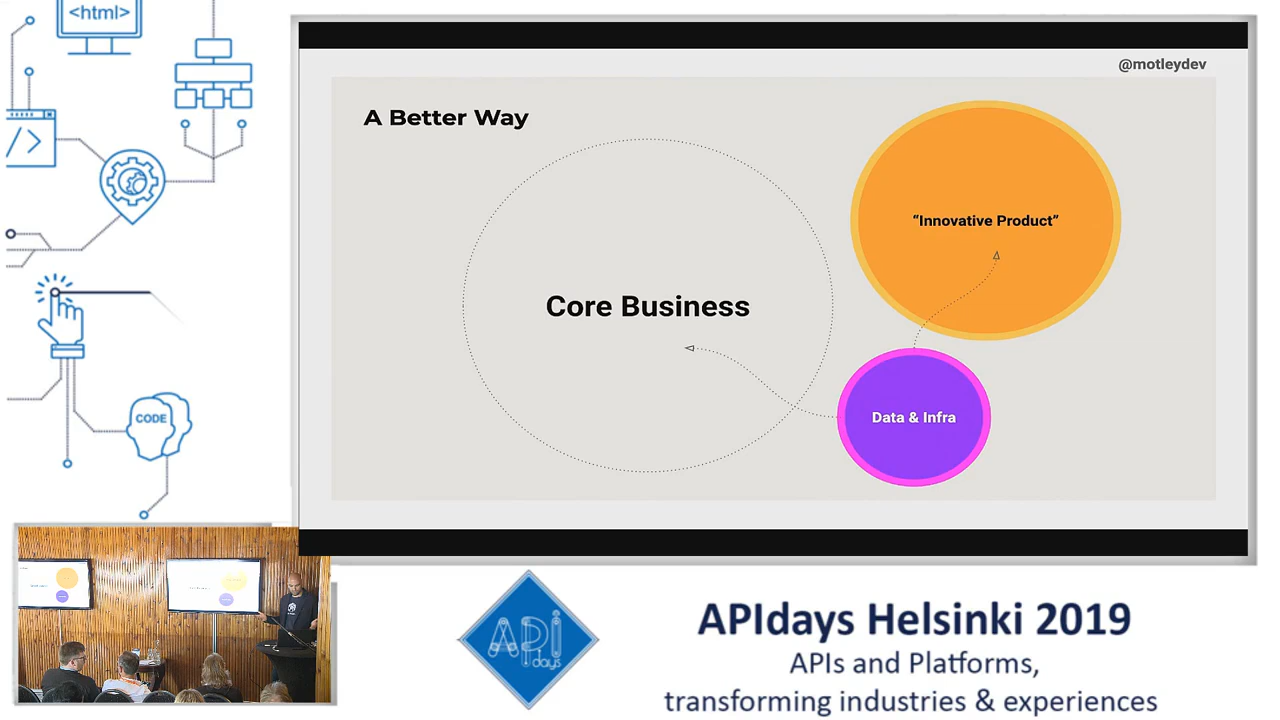 <html>
@motleydev
A Better Way
“Innovative Product”
Core Business
Data & Infra
</>
CODE
API
days
APIdays Helsinki 2019
APIs and Platforms,
transforming industries & experiences